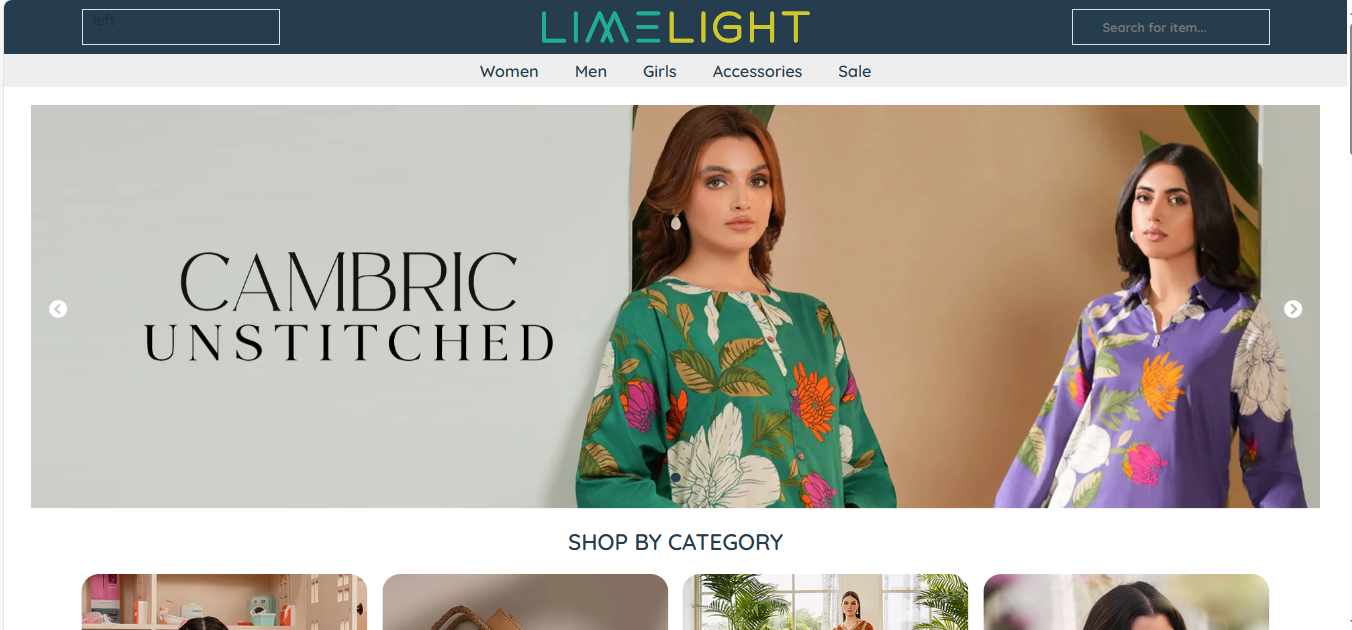 left
LIMELIGHT
Search for item...
Women Men Girls Accessories Sale
CAMBRIC
UNSTITCHED
SHOP BY CATEGORY